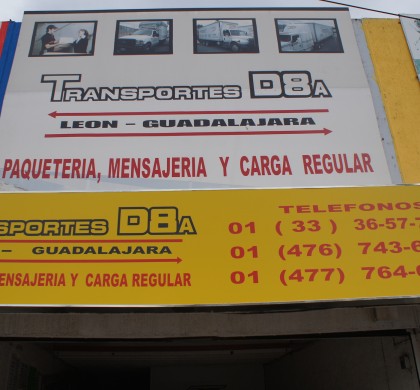 TRANSPORTES D8A
LEON - GUADALAJARA
PAQUETERIA, MENSAJERIA Y CARGA REGULAR
SPORTES D8A
- GUADALAJARA
ENSAJERIA Y CARGA REGULAR
TELEFONOS
01 (33) 36-57-
01 (476) 743-6
01 (477) 764-